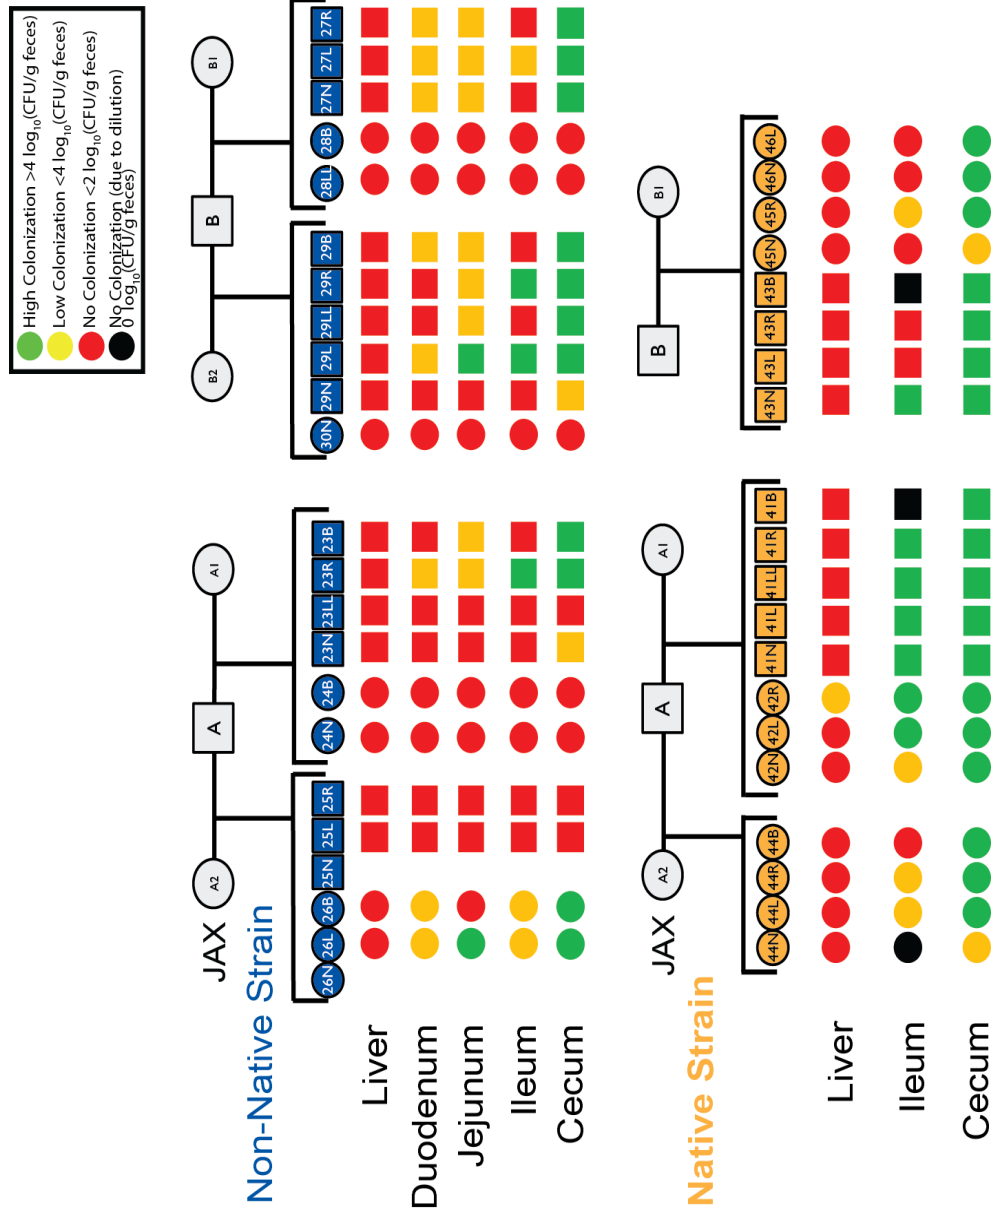 High Colonization >4 log10(CFU/g feces)
Low Colonization <4 log10(CFU/g feces)
No Colonization <2 log10(CFU/g feces)
No Colonization (due to dilution)
0 log10(CFU/g feces)
JAX
A2
A
A1
B2
B
B1
Non-Native Strain
26N 26L 26B 25N 25L 25R 24N 24B 23N 23LL 23R 23B 30N 29N 29L 29LL 29R 29B 28LL 28B 27N 27L 27R
Liver
Duodenum
Jejunum
Ileum
Cecum
JAX
A2
A
A1
B
B1
Native Strain
44N 44L 44R 44B 42N 42L 42R 41N 41L 41LL 41R 41B 43N 43L 43R 43B 45N 45R 46N 46L
Liver
Ileum
Cecum